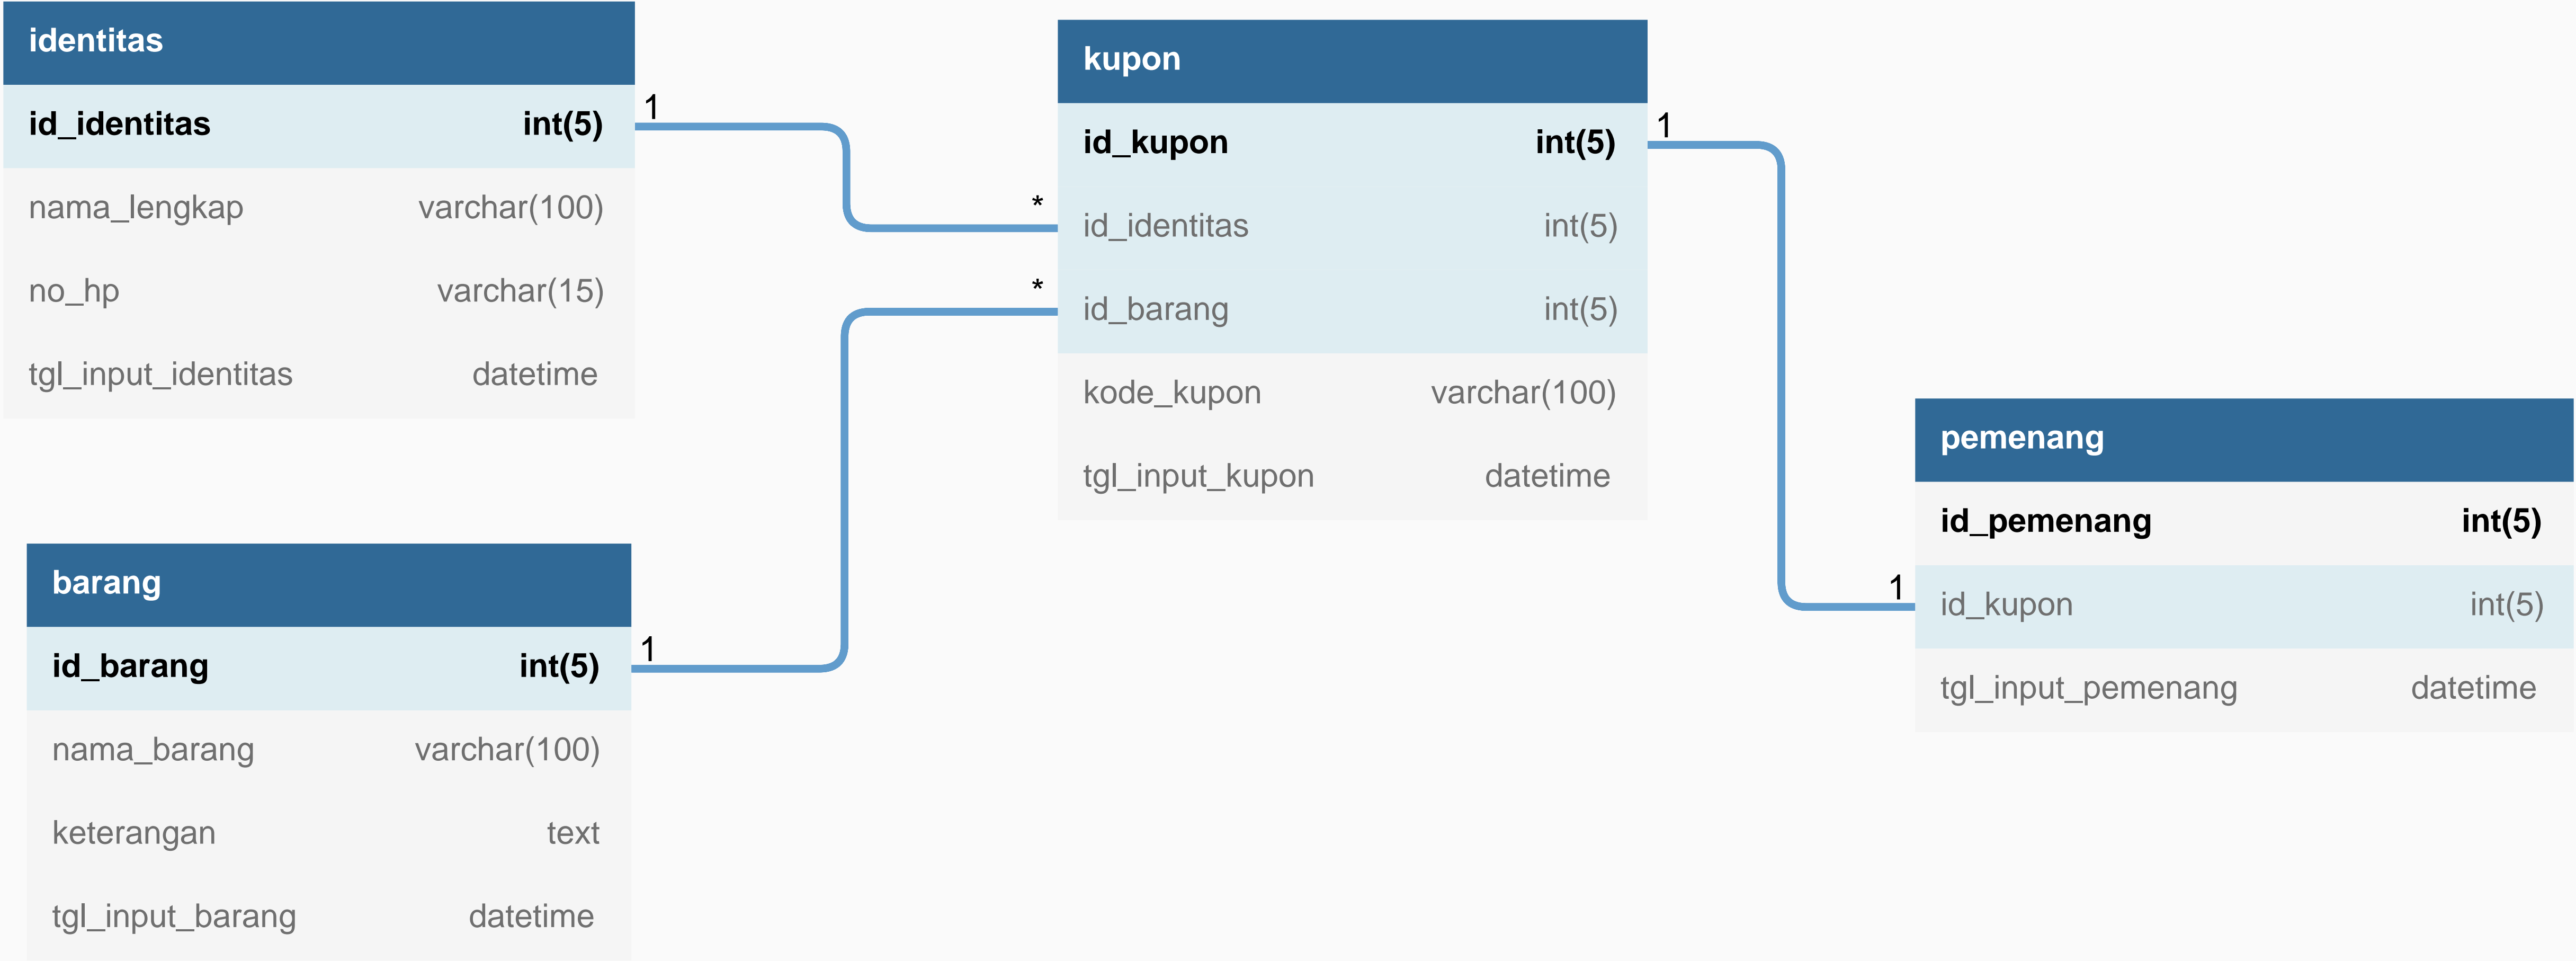 identitas
id_identitas int(5)
nama_lengkap varchar(100)
no_hp varchar(15)
tgl_input_identitas datetime
1
*
kupon
id_kupon int(5)
id_identitas int(5)
id_barang int(5)
kode_kupon varchar(100)
tgl_input_kupon datetime
1
*
barang
id_barang int(5)
nama_barang varchar(100)
keterangan text
tgl_input_barang datetime
1
pemenang
id_pemenang int(5)
id_kupon int(5)
tgl_input_pemenang datetime
1